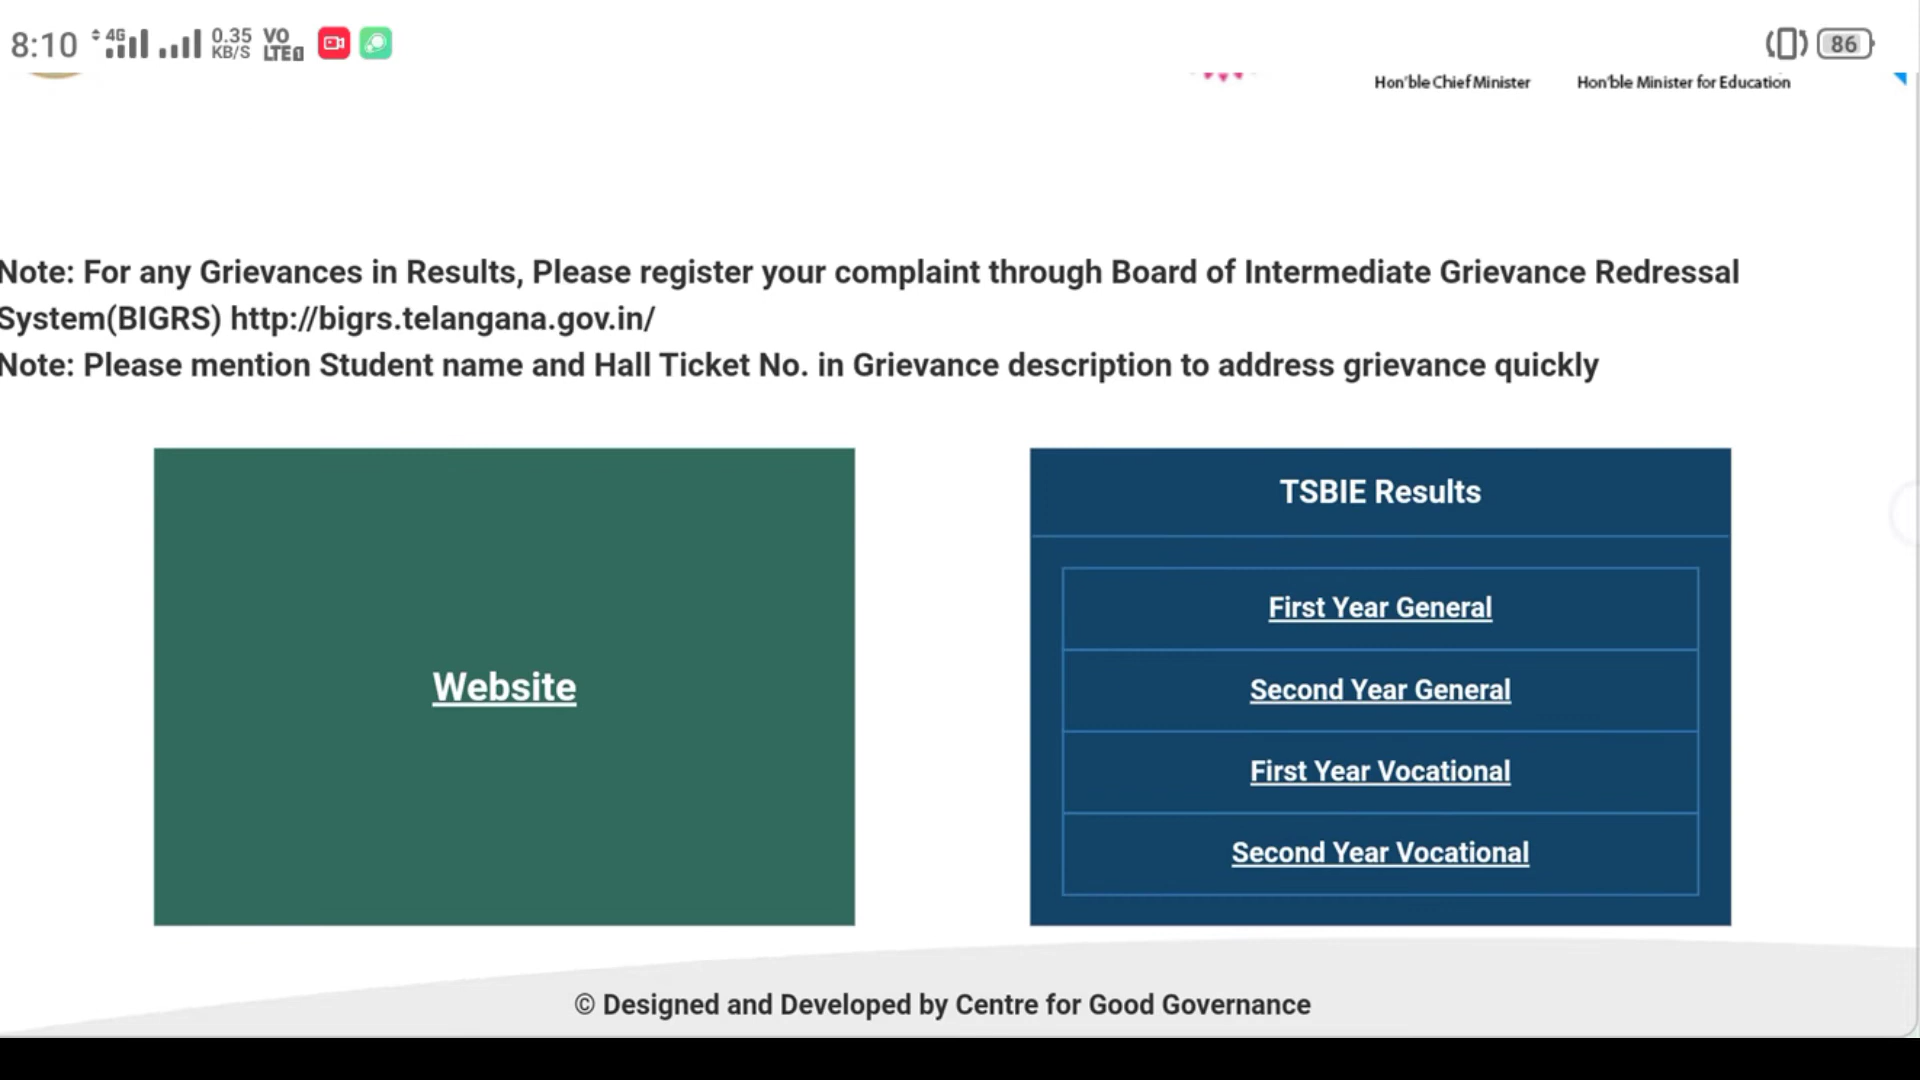 8:10 4G 0.35 KB/S VO LTE 86
Hon'ble Chief Minister Hon'ble Minister for Education
Note: For any Grievances in Results, Please register your complaint through Board of Intermediate Grievance Redressal
System(BIGRS) http://bigrs.telangana.gov.in/
Note: Please mention Student name and Hall Ticket No. in Grievance description to address grievance quickly
Website
TSBIE Results
First Year General
Second Year General
First Year Vocational
Second Year Vocational
© Designed and Developed by Centre for Good Governance